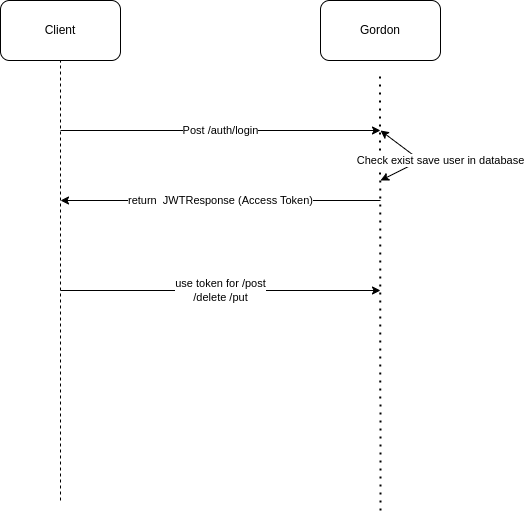 Client
Gordon
Post /auth/login
Check exist save user in database
return  JWTResponse (Access Token)
use token for /post
/delete /put